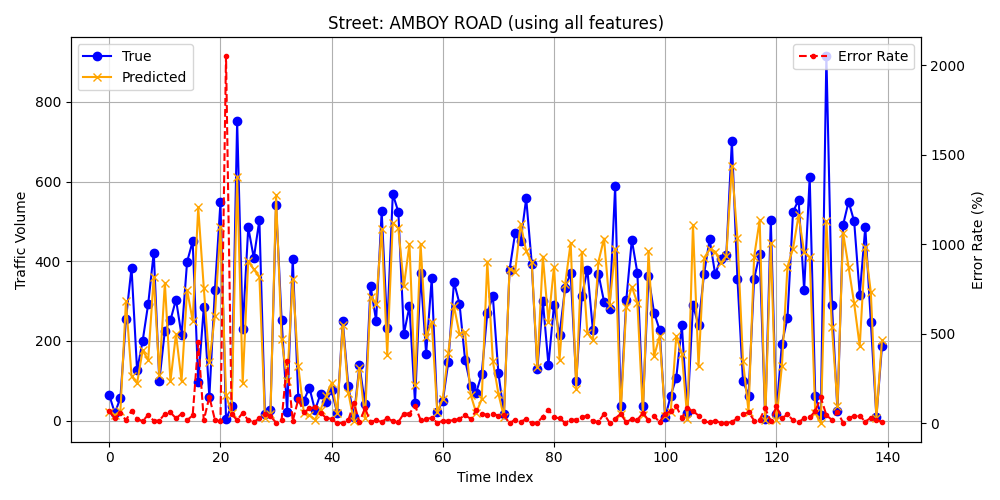 Street: AMBOY ROAD (using all features)
True
Predicted
Error Rate
Traffic Volume
0
200
400
600
800
Error Rate (%)
0
500
1000
1500
2000
0 20 40 60 80 100 120 140
Time Index